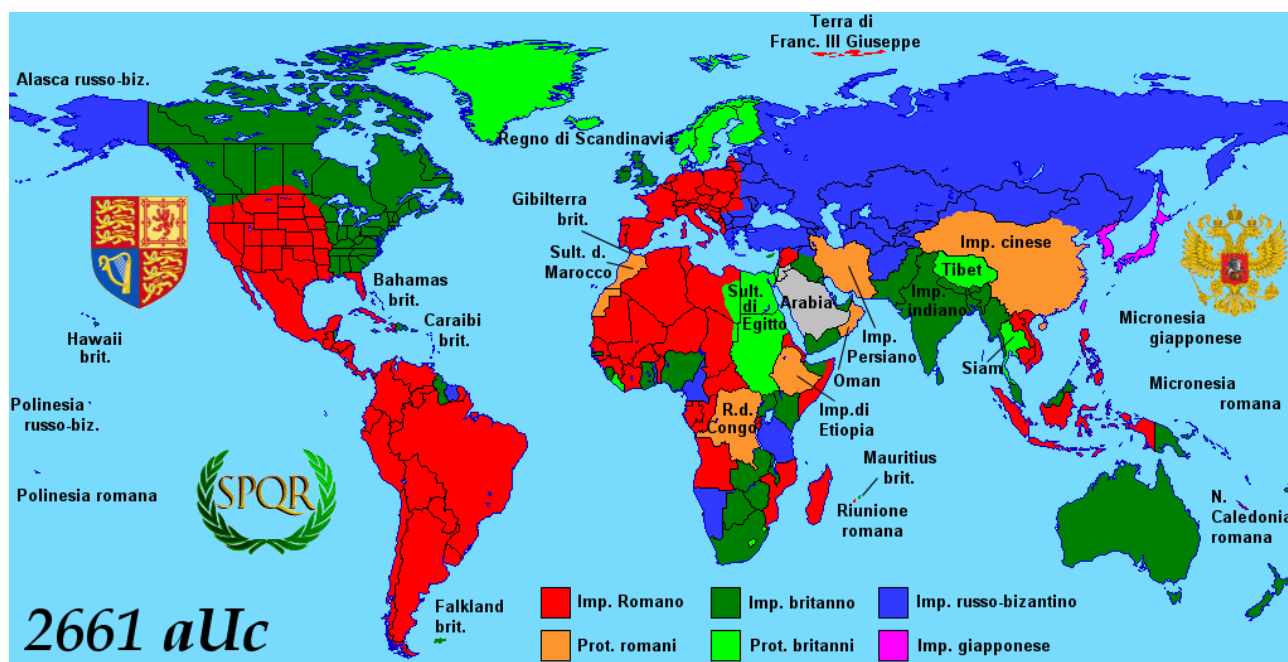 Terra di
Franc. III Giuseppe
Alasca russo-biz.
Regno di Scandinavia
Gibilterra
brit.
Sult. d.
Marocco
Imp. cinese
Tibet
Bahamas
brit.
Sult.
di
Egitto
Arabia
Imp.
indiano
Hawaii
brit.
Caraibi
brit.
Imp.
Persiano
Oman
Siam
Micronesia
giapponese
Micronesia
romana
Polinesia
russo-biz.
R.d.
Congo
Imp.di
Etiopia
Mauritius
brit.
Riunione
romana
Polinesia romana
SPQR
N.
Caledonia
romana
Falkland
brit.
2661 aUc
Imp. Romano
Imp. britanno
Imp. russo-bizantino
Prot. romani
Prot. britanni
Imp. giapponese